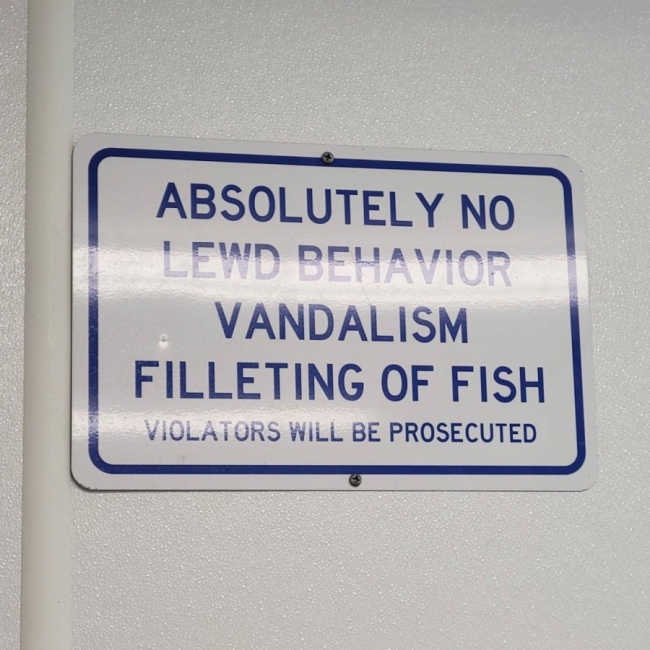 ABSOLUTELY NO
LEWD BEHAVIOR
VANDALISM
FILLETING OF FISH
VIOLATORS WILL BE PROSECUTED